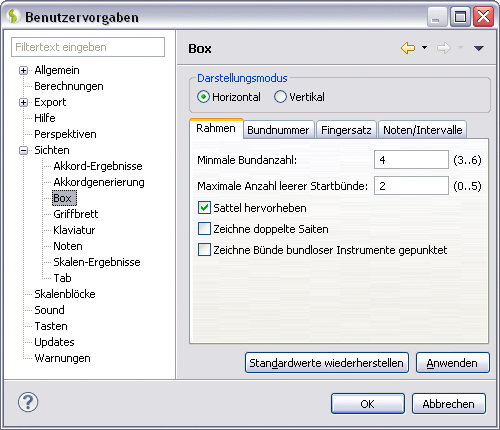 Benutzervorgaben
Filtertext eingeben
Allgemein
Berechnungen
Export
Hilfe
Perspektiven
Sichten
Akkord-Ergebnisse
Akkordgenerierung
Box
Griffbrett
Klaviatur
Noten
Skalen-Ergebnisse
Tab
Skalenblöcke
Sound
Tasten
Updates
Warnungen
Box
Darstellungsmodus
Horizontal Vertikal
Rahmen Bundnummer Fingersatz Noten/Intervalle
Minmale Bundanzahl: 4 (3..6)
Maximale Anzahl leerer Startbünde: 2 (0..5)
Sattel hervorheben
Zeichne doppelte Saiten
Zeichne Bünde bundloser Instrumente gepunktet
Standardwerte wiederherstellen Anwenden
? OK Abbrechen